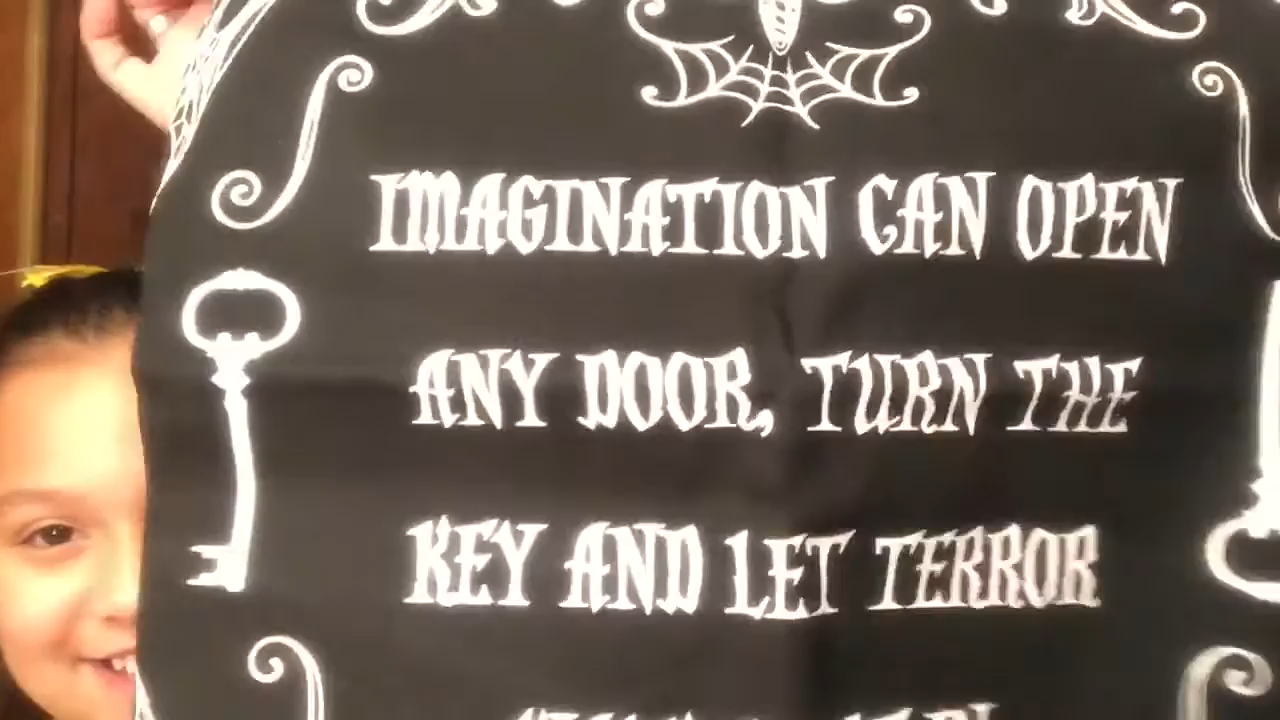 IMAGINATION CAN OPEN
ANY DOOR, TURN THE
KEY AND LET TERROR